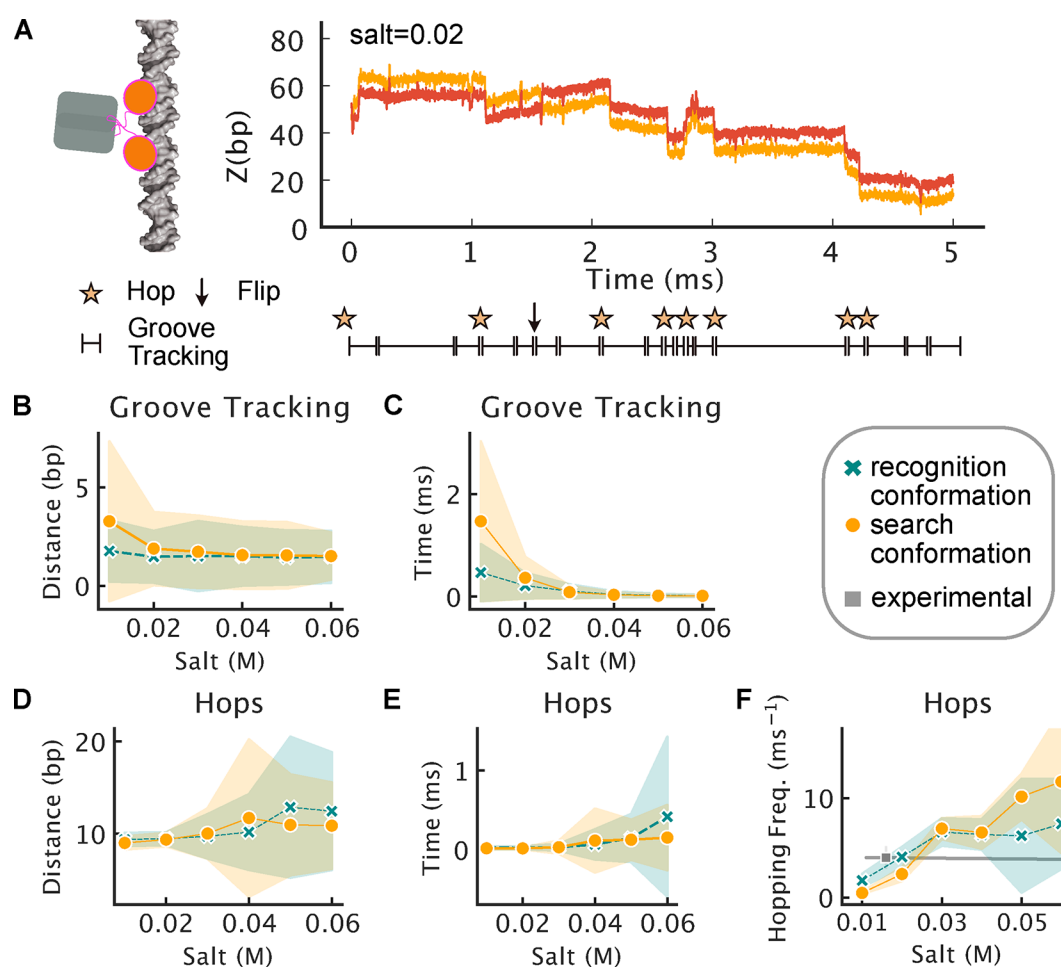 A
salt=0.02
80
60
40
20
0
Z(bp)
0 1 2 3 4 5
Time (ms)
Hop Flip
Groove
Tracking
B Groove Tracking
Distance (bp)
5
0
0.02 0.04 0.06
Salt (M)
C Groove Tracking
Time (ms)
2
0
0.02 0.04 0.06
Salt (M)
recognition
conformation
search
conformation
experimental
D Hops
Distance (bp)
20
10
0.02 0.04 0.06
Salt (M)
E Hops
Time (ms)
1
0
0.02 0.04 0.06
Salt (M)
F Hops
Hopping Freq. (ms⁻¹)
10
0
0.01 0.03 0.05
Salt (M)